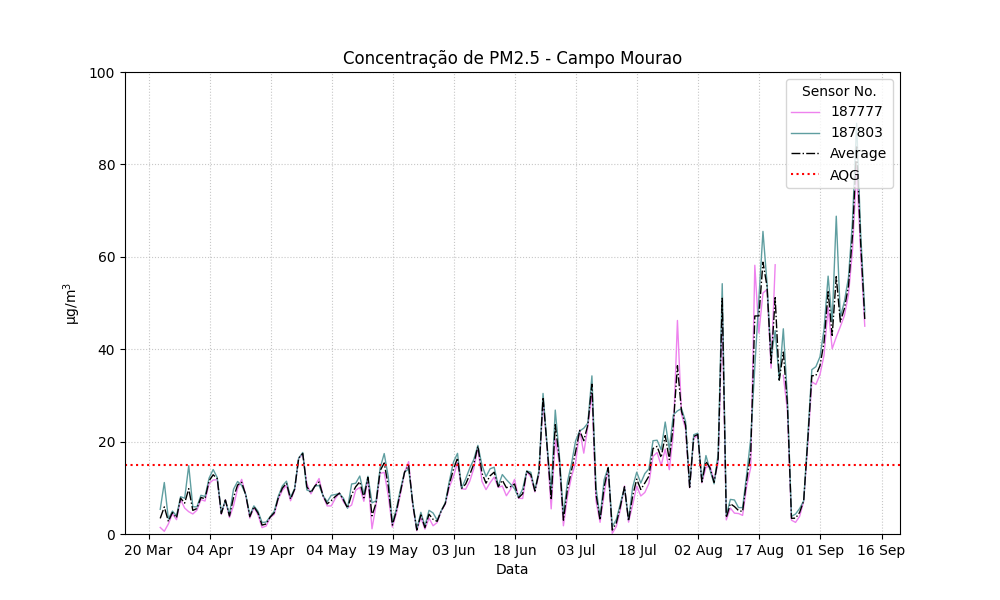 Concentração de PM2.5 - Campo Mourao
100
80
60
40
20
0
µg/m³
Sensor No.
187777
187803
Average
AQG
20 Mar 04 Apr 19 Apr 04 May 19 May 03 Jun 18 Jun 03 Jul 18 Jul 02 Aug 17 Aug 01 Sep 16 Sep
Data